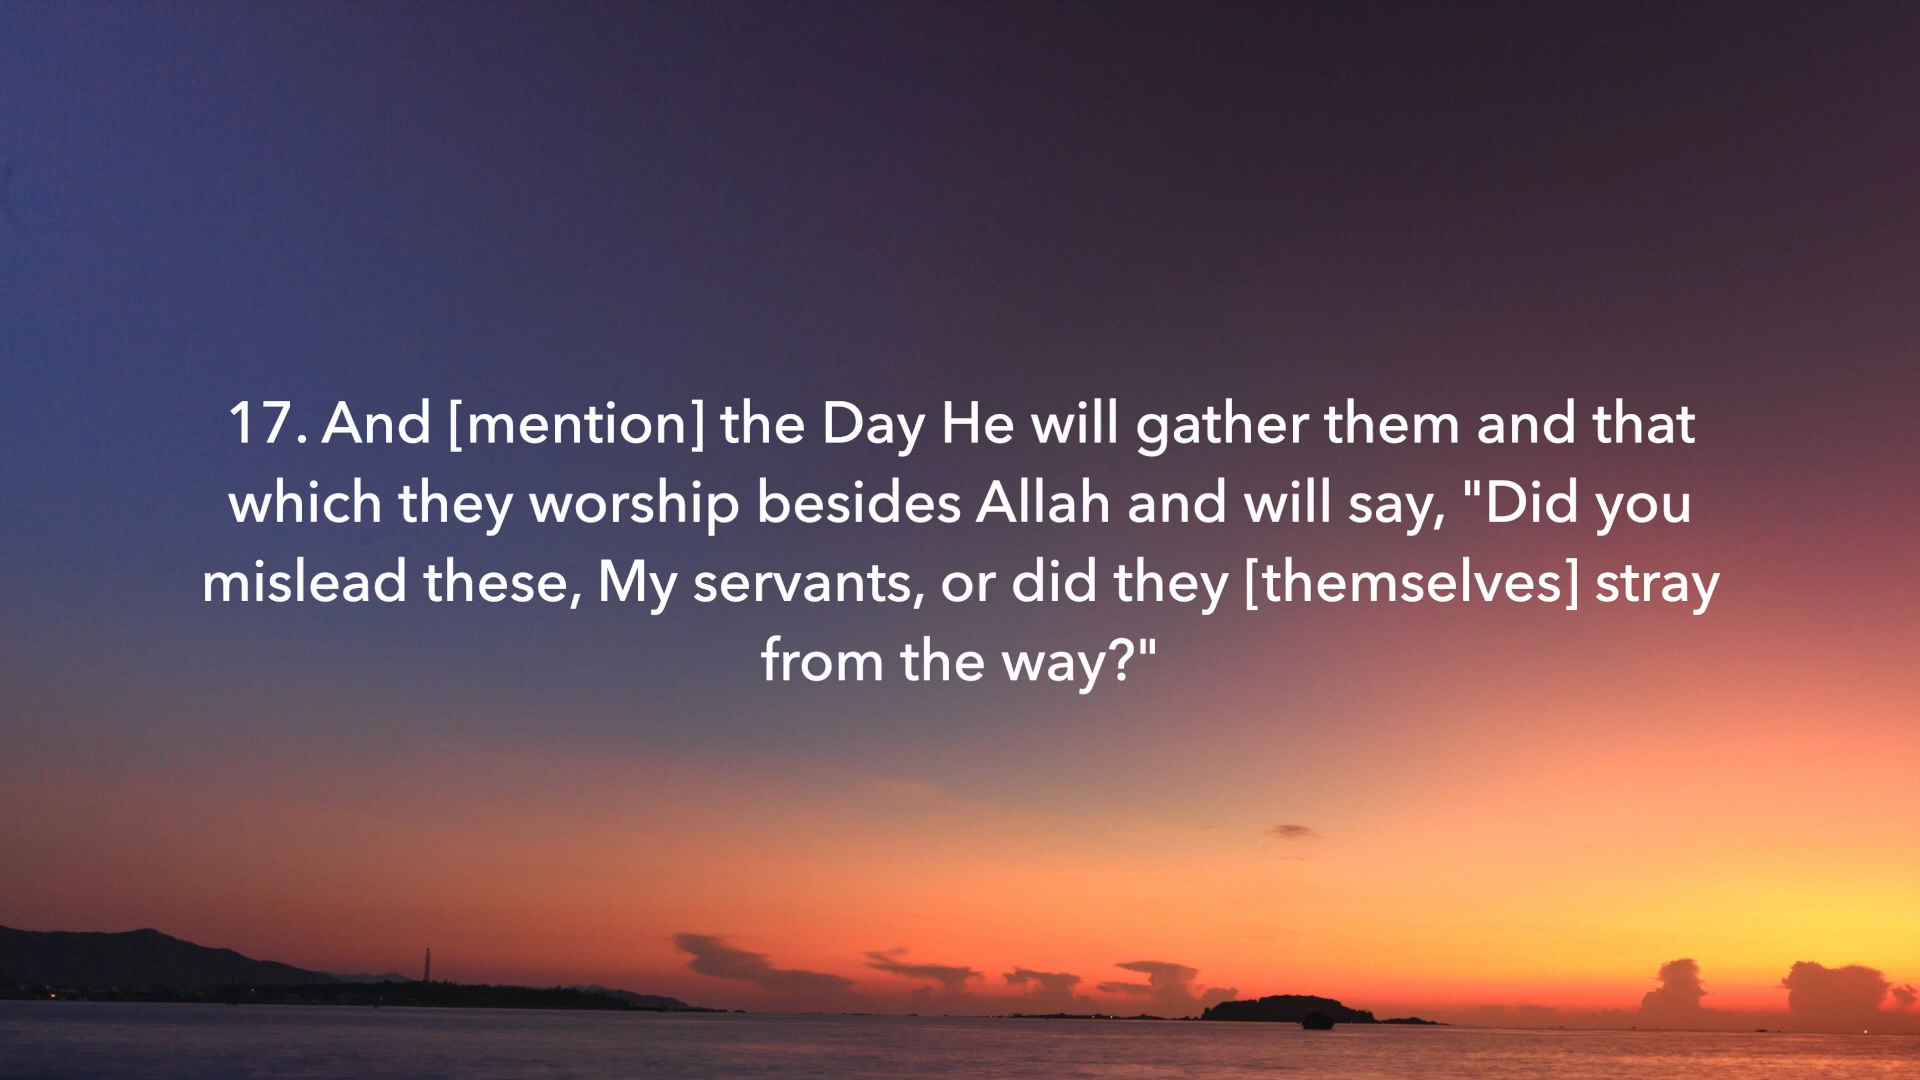 17. And [mention] the Day He will gather them and that
which they worship besides Allah and will say, "Did you
mislead these, My servants, or did they [themselves] stray
from the way?"